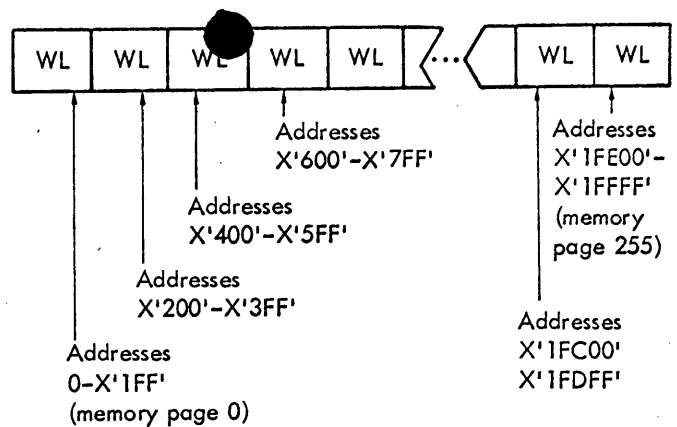 WL WL WL WL WL ... WL WL
Addresses
X'600'-X'7FF'
Addresses
X'1FE00'-
X'1FFFF'
(memory
page 255)
Addresses
X'400'-X'5FF'
Addresses
X'200'-X'3FF'
Addresses
0-X'1FF'
(memory page 0)
Addresses
X'1FC00'
X'1FDFF'